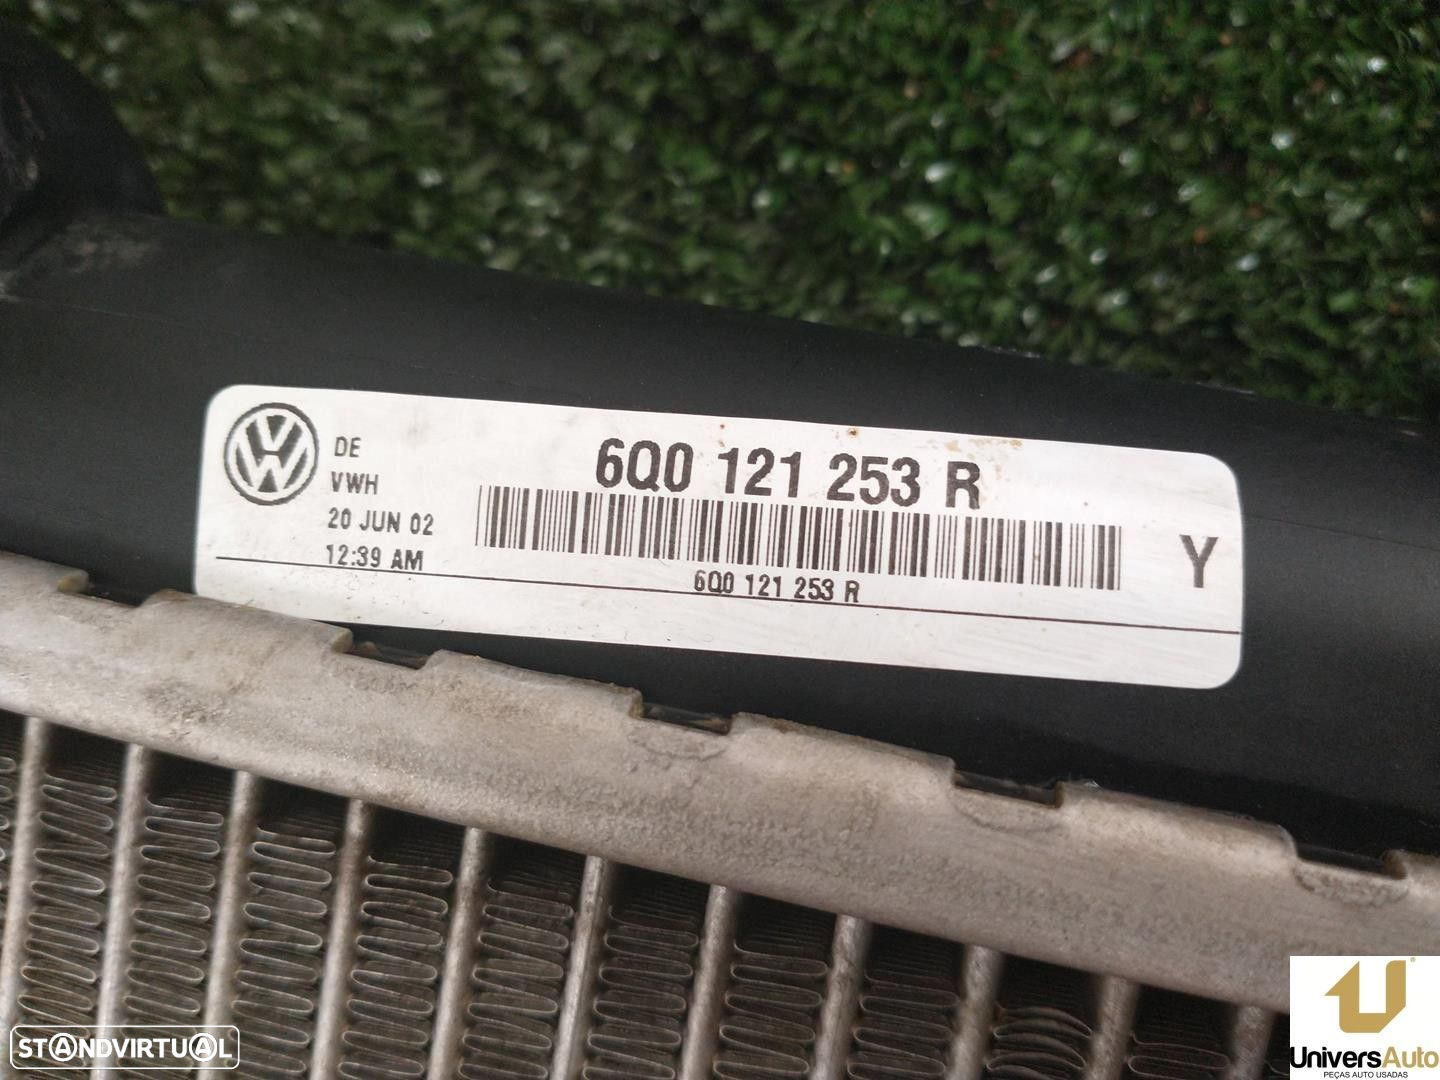 DE
VWH
20 JUN 02
12:39 AM
6Q0 121 253 R
6Q0 121 253 R
Y
STANDVIRTUAL
UniversAuto
PEÇAS AUTO USADAS